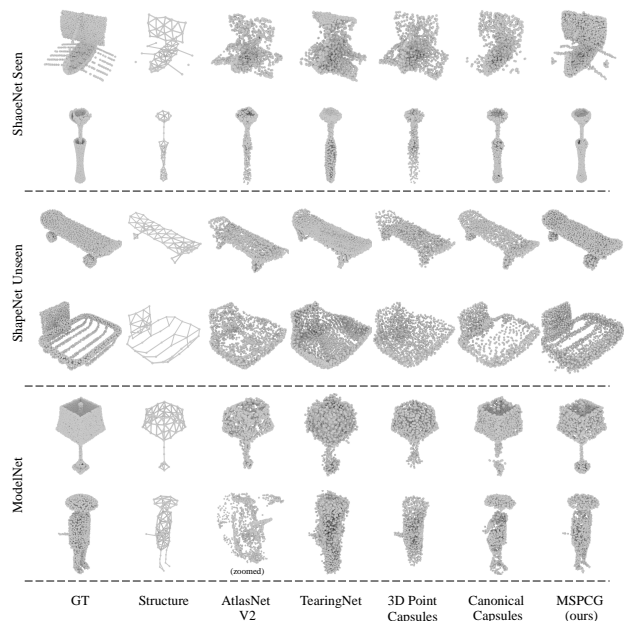 ShaoeNet Seen
ShapeNet Unseen
ModelNet
(zoomed)
GT Structure AtlasNet TearingNet 3D Point Canonical MSPCG
V2 Capsules Capsules (ours)